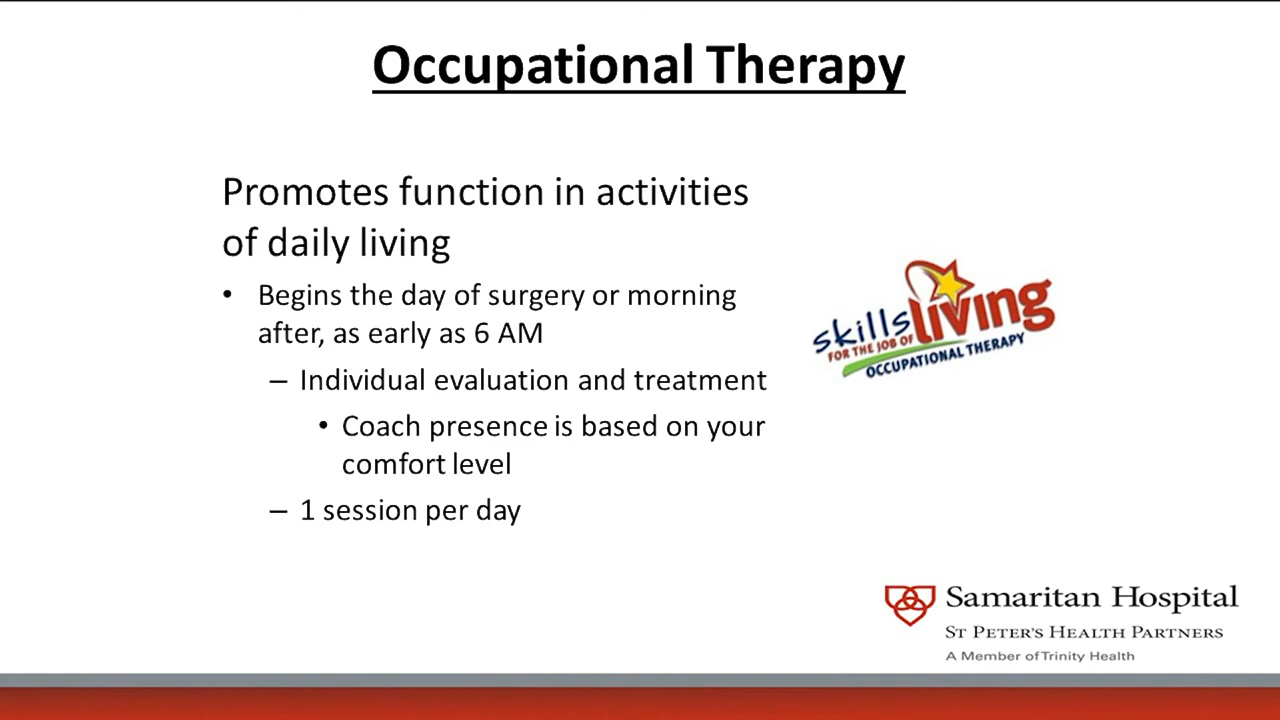 Occupational Therapy
Promotes function in activities
of daily living
• Begins the day of surgery or morning
after, as early as 6 AM
– Individual evaluation and treatment
• Coach presence is based on your
comfort level
– 1 session per day
skills living
FOR THE JOB OF
OCCUPATIONAL THERAPY
Samaritan Hospital
ST PETER'S HEALTH PARTNERS
A Member of Trinity Health